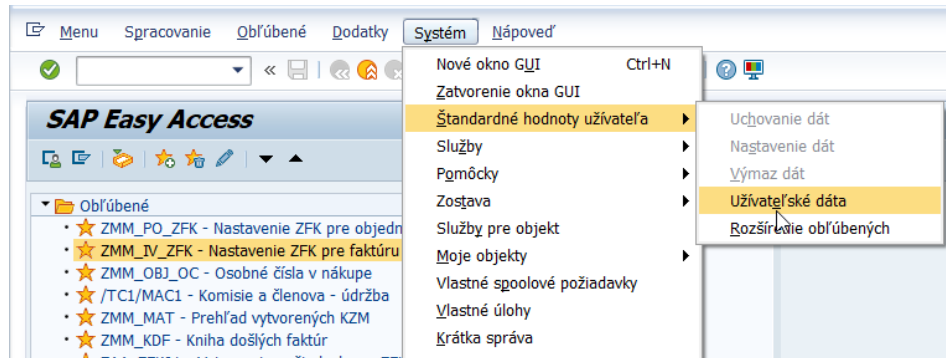 Menu Spracovanie Obľúbené Dodatky Systém Nápoveď
SAP Easy Access
Obľúbené
ZMM_PO_ZFK - Nastavenie ZFK pre objedn
ZMM_IV_ZFK - Nastavenie ZFK pre faktúru
ZMM_OBJ_OC - Osobné čísla v nákupe
/TC1/MAC1 - Komisie a členova - údržba
ZMM_MAT - Prehľad vytvorených KZM
ZMM_KDF - Kniha došlých faktúr
Nové okno GUI Ctrl+N
Zatvorenie okna GUI
Štandardné hodnoty užívateľa
Služby
Pomôcky
Zostava
Služby pre objekt
Moje objekty
Vlastné spoolové požiadavky
Vlastné úlohy
Krátka správa
Uchovanie dát
Nastavenie dát
Výmaz dát
Užívateľské dáta
Rozšírenie obľúbených